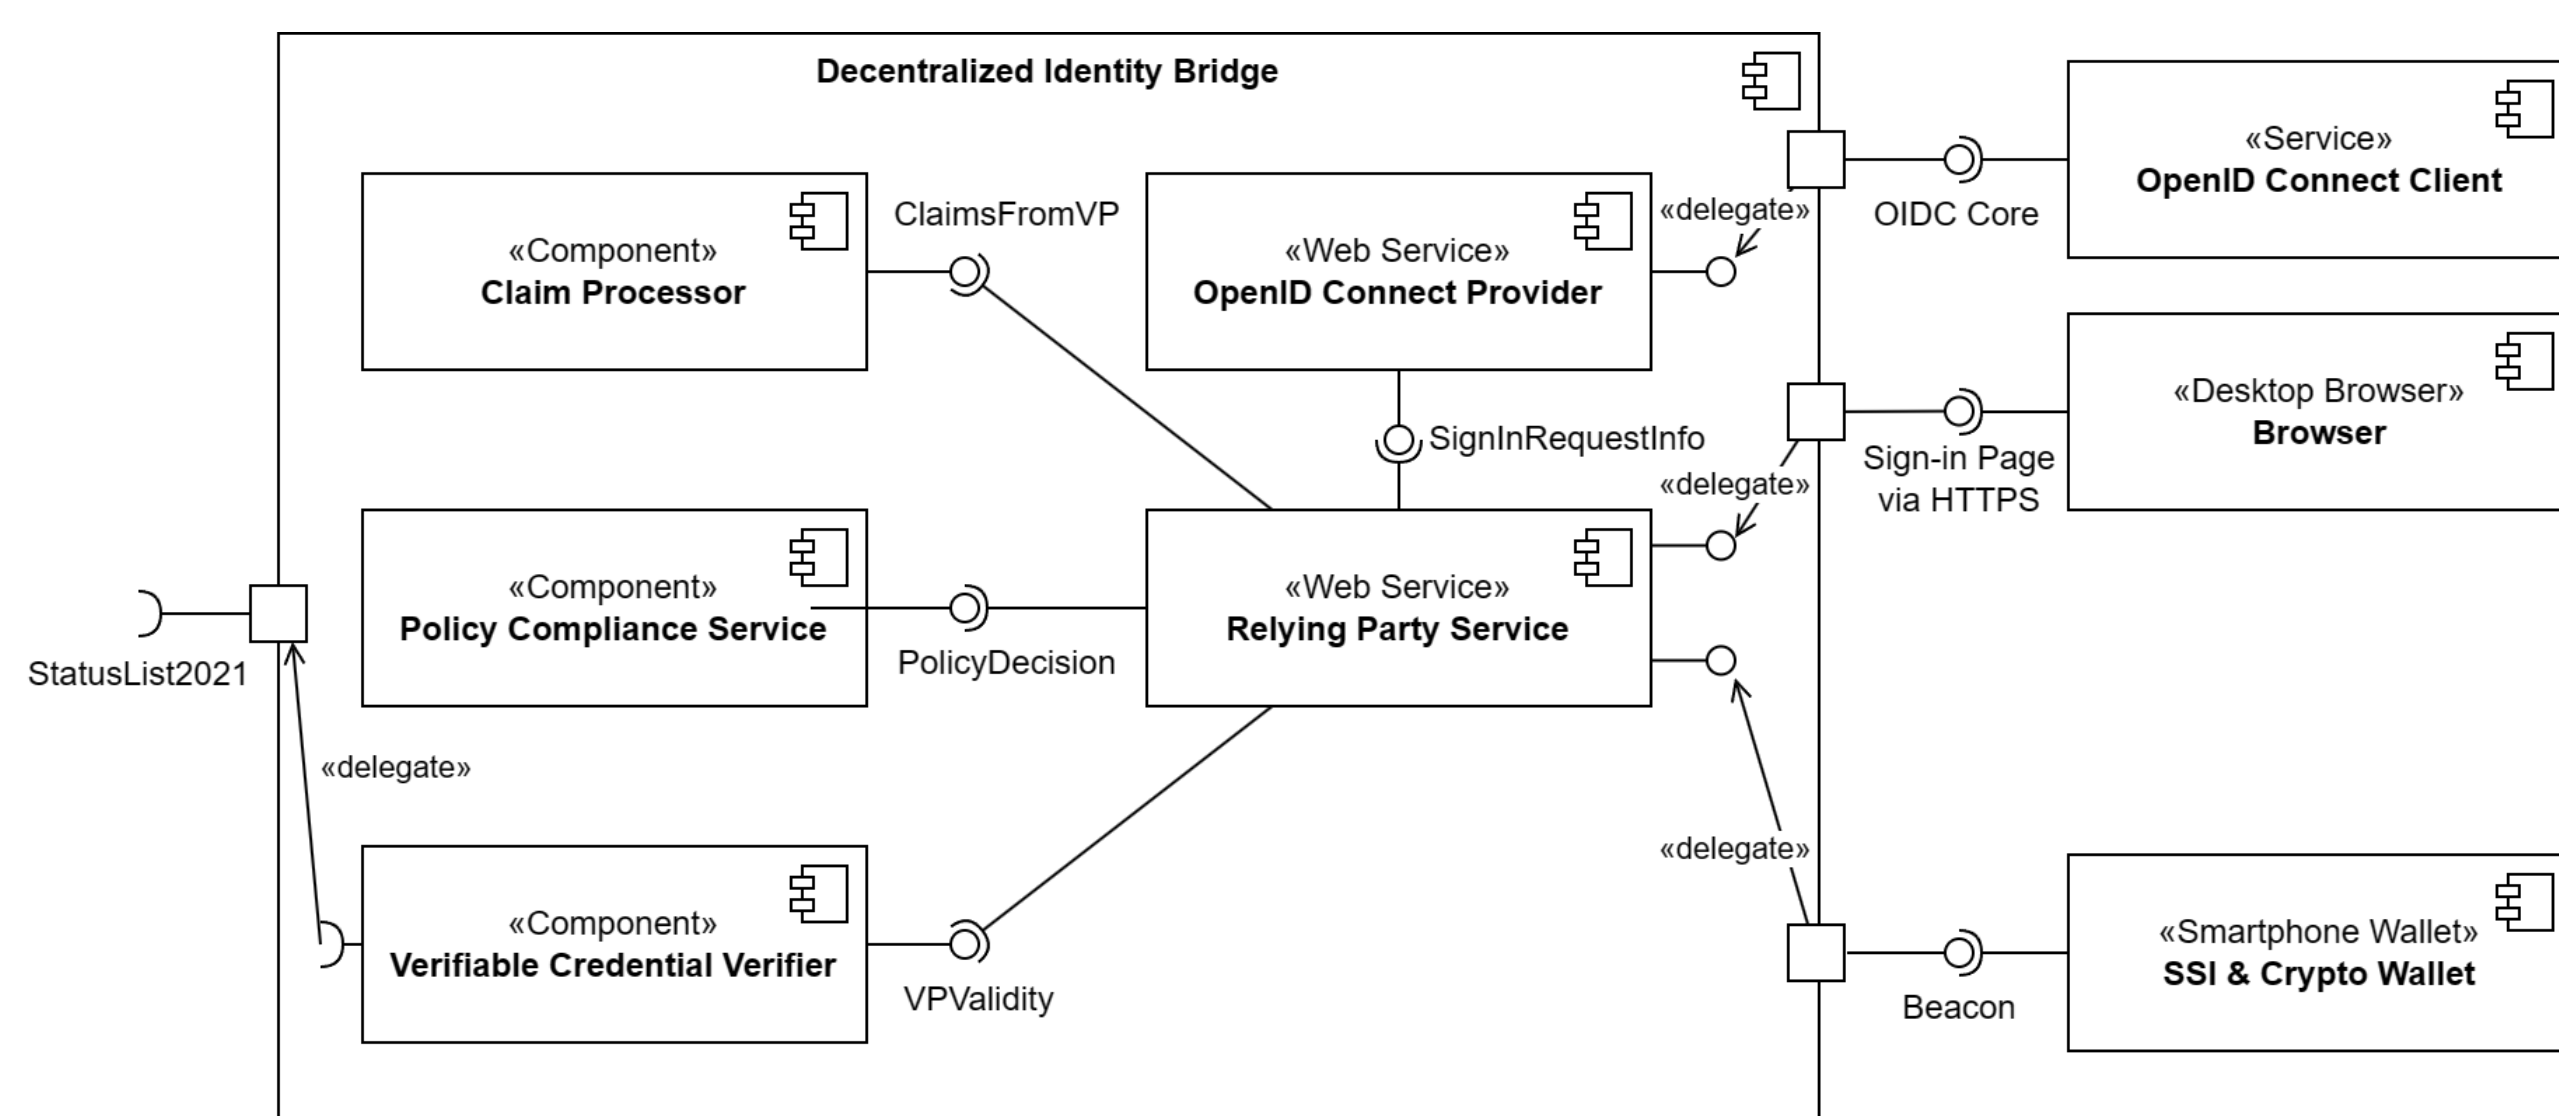 Decentralized Identity Bridge
«Service»
OpenID Connect Client
OIDC Core
«delegate»
ClaimsFromVP
«Component»
Claim Processor
«Web Service»
OpenID Connect Provider
«Desktop Browser»
Browser
SignInRequestInfo
Sign-in Page
via HTTPS
«delegate»
«Component»
Policy Compliance Service
PolicyDecision
«Web Service»
Relying Party Service
StatusList2021
«delegate»
«delegate»
«Component»
Verifiable Credential Verifier
VPValidity
«Smartphone Wallet»
SSI & Crypto Wallet
Beacon